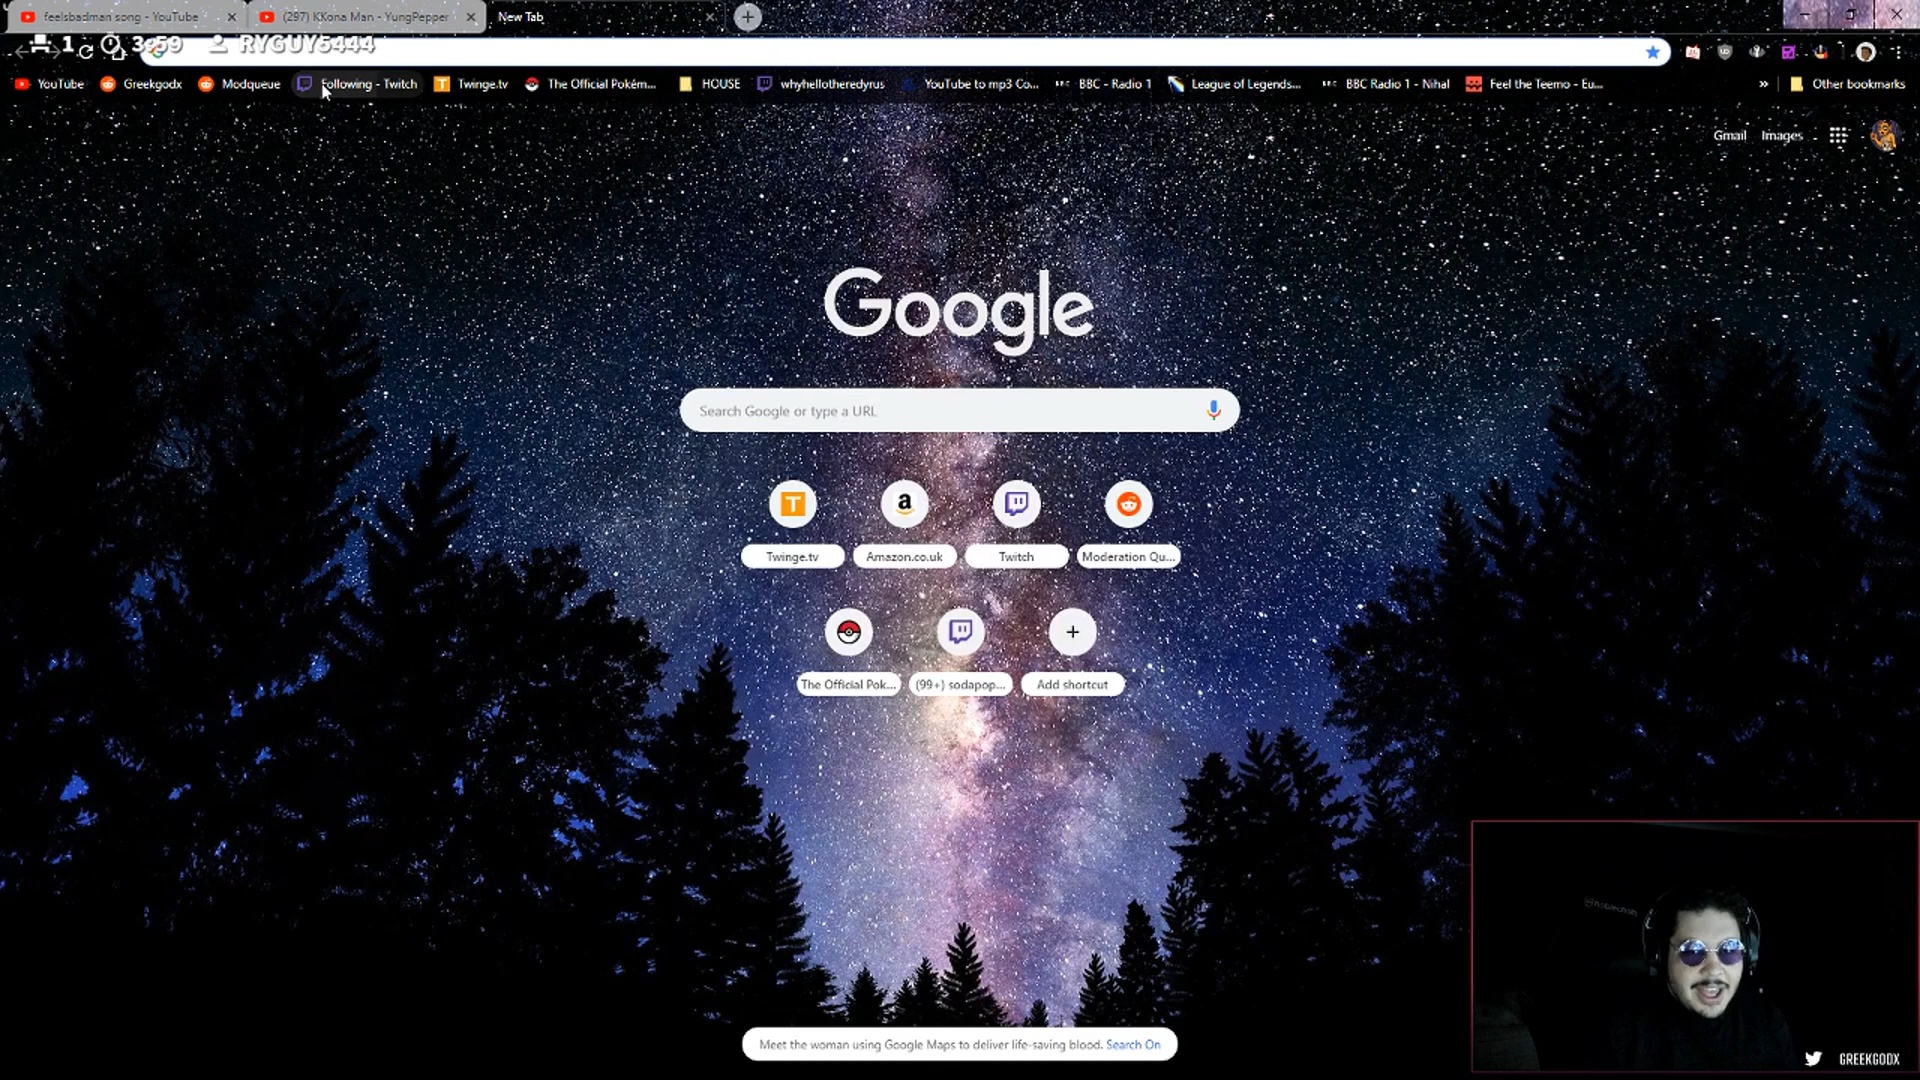 feelsbadman song - YouTube
(297) KKona Man - YungPepper
New Tab
1 3:59 RYGUY5444
YouTube Greekgodx Modqueue Following - Twitch Twinge.tv The Official Pokém... HOUSE whyhellotheredyrus YouTube to mp3 Co... BBC - Radio 1 League of Legends... BBC Radio 1 - Nihal Feel the Teemo - Eu... » Other bookmarks
Gmail Images
Google
Search Google or type a URL
T a
Twinge.tv Amazon.co.uk Twitch Moderation Qu...
The Official Pok... (99+) sodapop... Add shortcut
Meet the woman using Google Maps to deliver life-saving blood. Search On
GREEKGODX